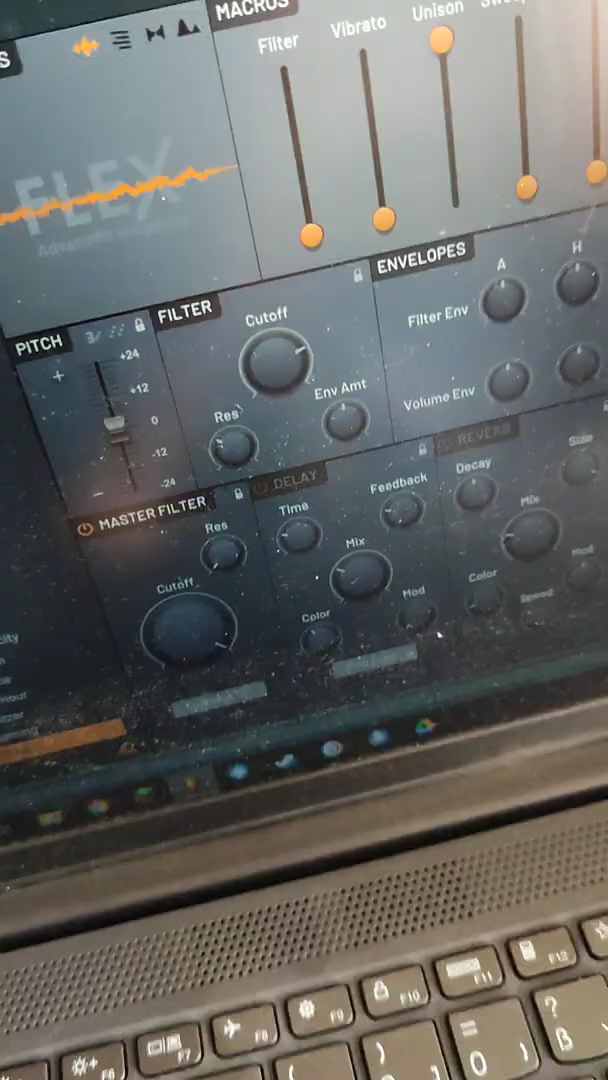 MACROS
Filter
Vibrato
Unison
FLEX
PITCH
+24
+12
0
-12
-24
FILTER
Cutoff
Res
Env Amt
ENVELOPES
A
H
Filter Env
Volume Env
MASTER FILTER
Res
Cutoff
DELAY
Time
Feedback
Mix
Color
Mod
REVERB
Decay
Size
Mix
Color
Mod
Speed
F6
F7
F8
F9
F10
F11
F12
)
=
0
}
?
ß